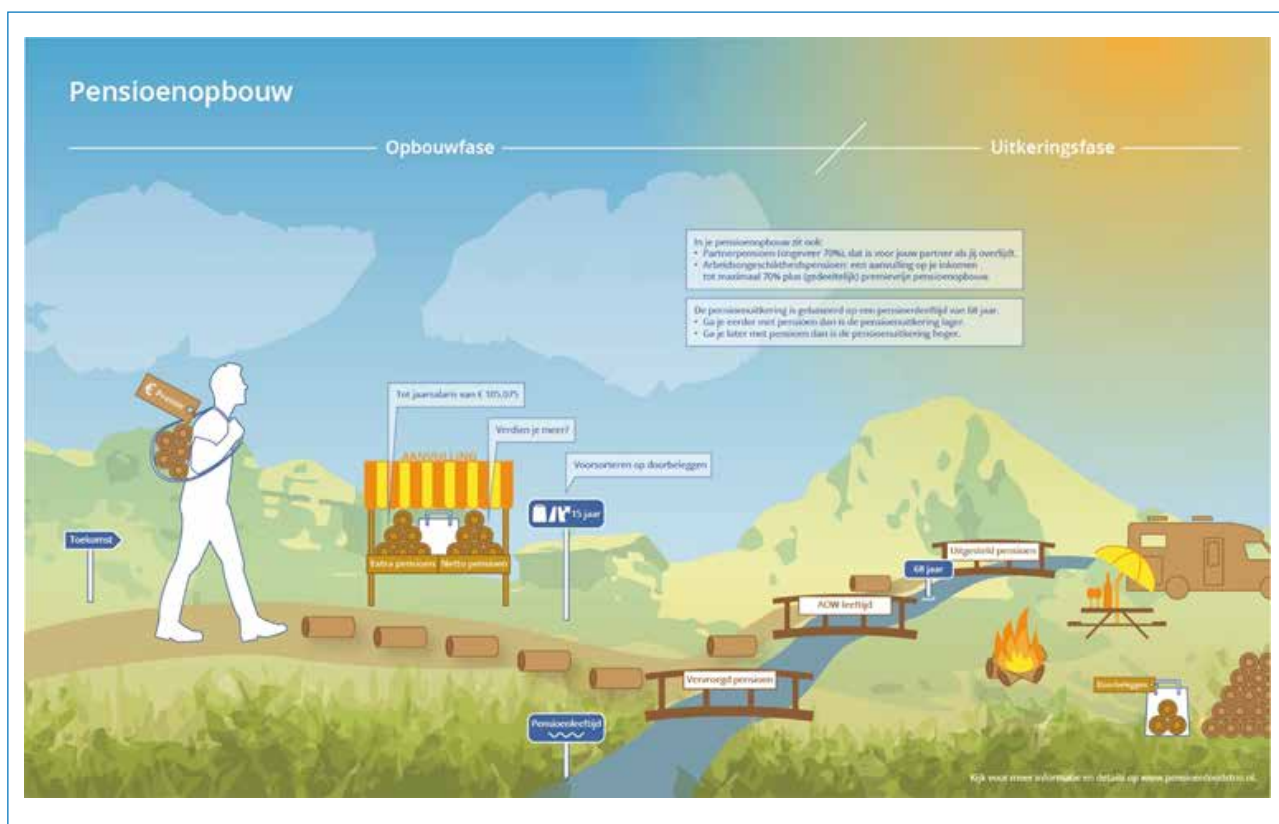 Pensioenopbouw
Opbouwfase
Uitkeringsfase
In je pensioenopbouw zit ook:
• Partnerpensioen (ongeveer 70%), dat is voor jouw partner als jij overlijdt.
• Arbeidsongeschiktheidspensioen: een aanvulling op je inkomen
tot maximaal 70% plus (gedeeltelijk) premievrije pensioenopbouw.
De pensioenuitkering is gebaseerd op een pensioenleeftijd van 68 jaar.
• Ga je eerder met pensioen dan is de pensioenuitkering lager.
• Ga je later met pensioen dan is de pensioenuitkering hoger.
€ Premie
Tot jaarsalaris van € 105.075
Verdien je meer?
AANVULLING
Voorsorteren op doorbeleggen
15 jaar
Toekomst
Extra pensioen
Netto pensioen
Uitgesteld pensioen
68 jaar
AOW leeftijd
Vervroegd pensioen
Doorbeleggen
Pensioenleeftijd
Kijk voor meer informatie en details op